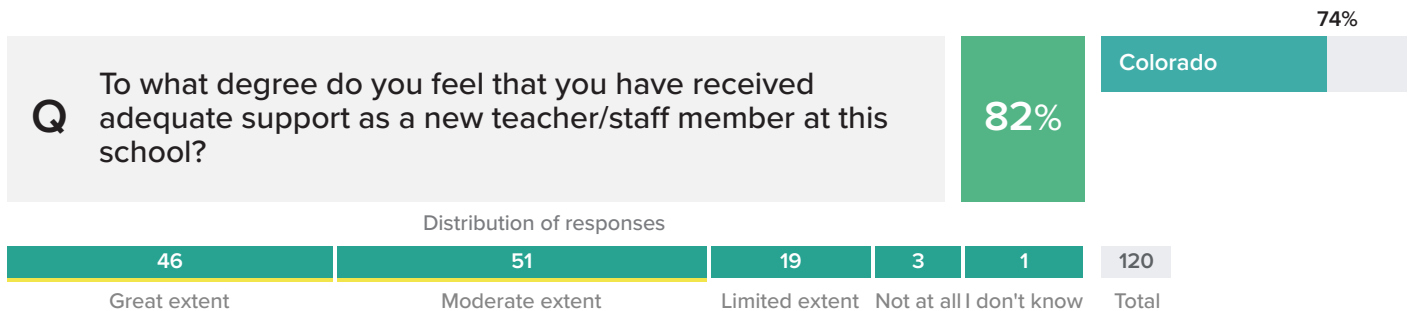 74%
Q
To what degree do you feel that you have received
adequate support as a new teacher/staff member at this
school?
82%
Colorado
Distribution of responses
46 51 19 3 1 120
Great extent Moderate extent Limited extent Not at all I don't know Total